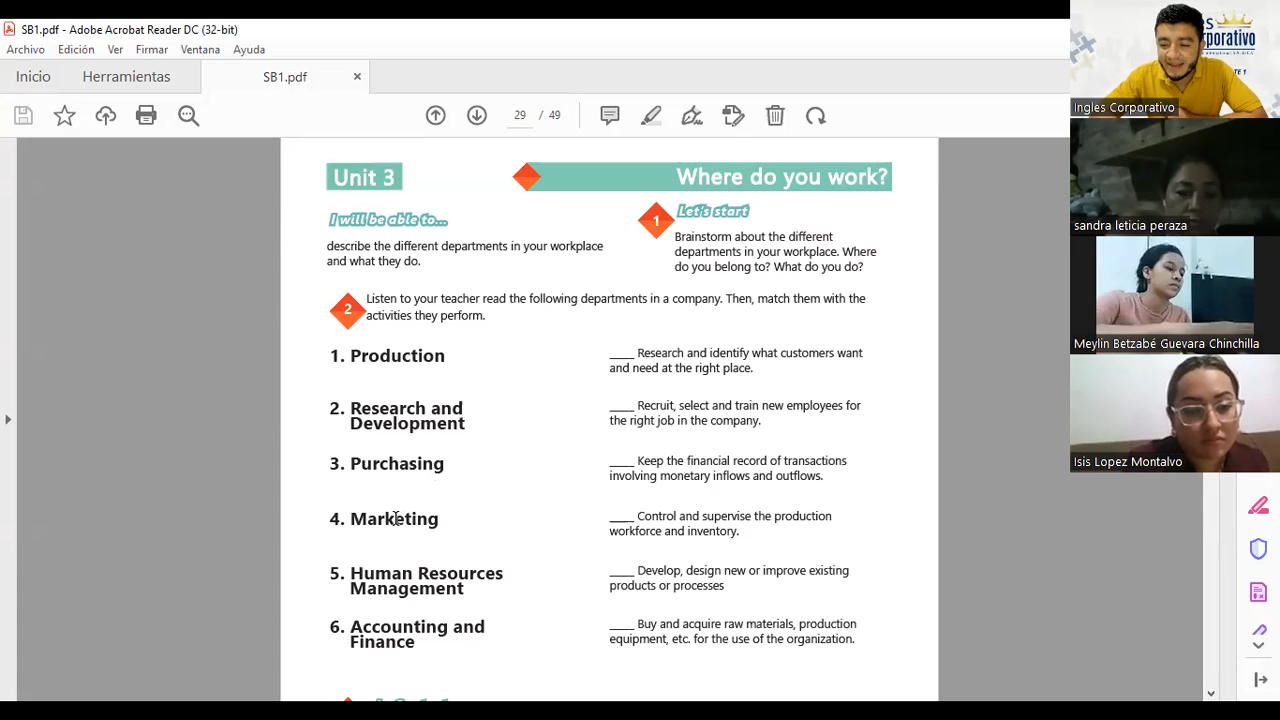 SB1.pdf - Adobe Acrobat Reader DC (32-bit)
Archivo Edición Ver Firmar Ventana Ayuda
Inicio Herramientas SB1.pdf ×
29 / 49
Unit 3
Where do you work?
I will be able to...
describe the different departments in your workplace
and what they do.
1 Let's start
Brainstorm about the different
departments in your workplace. Where
do you belong to? What do you do?
2 Listen to your teacher read the following departments in a company. Then, match them with the
activities they perform.
1. Production
____ Research and identify what customers want
and need at the right place.
2. Research and
Development
____ Recruit, select and train new employees for
the right job in the company.
3. Purchasing
____ Keep the financial record of transactions
involving monetary inflows and outflows.
4. Marketing
____ Control and supervise the production
workforce and inventory.
5. Human Resources
Management
____ Develop, design new or improve existing
products or processes
6. Accounting and
Finance
____ Buy and acquire raw materials, production
equipment, etc. for the use of the organization.
rporativo
Ingles Corporativo
sandra leticia peraza
Meylin Betzabé Guevara Chinchilla
Isis Lopez Montalvo